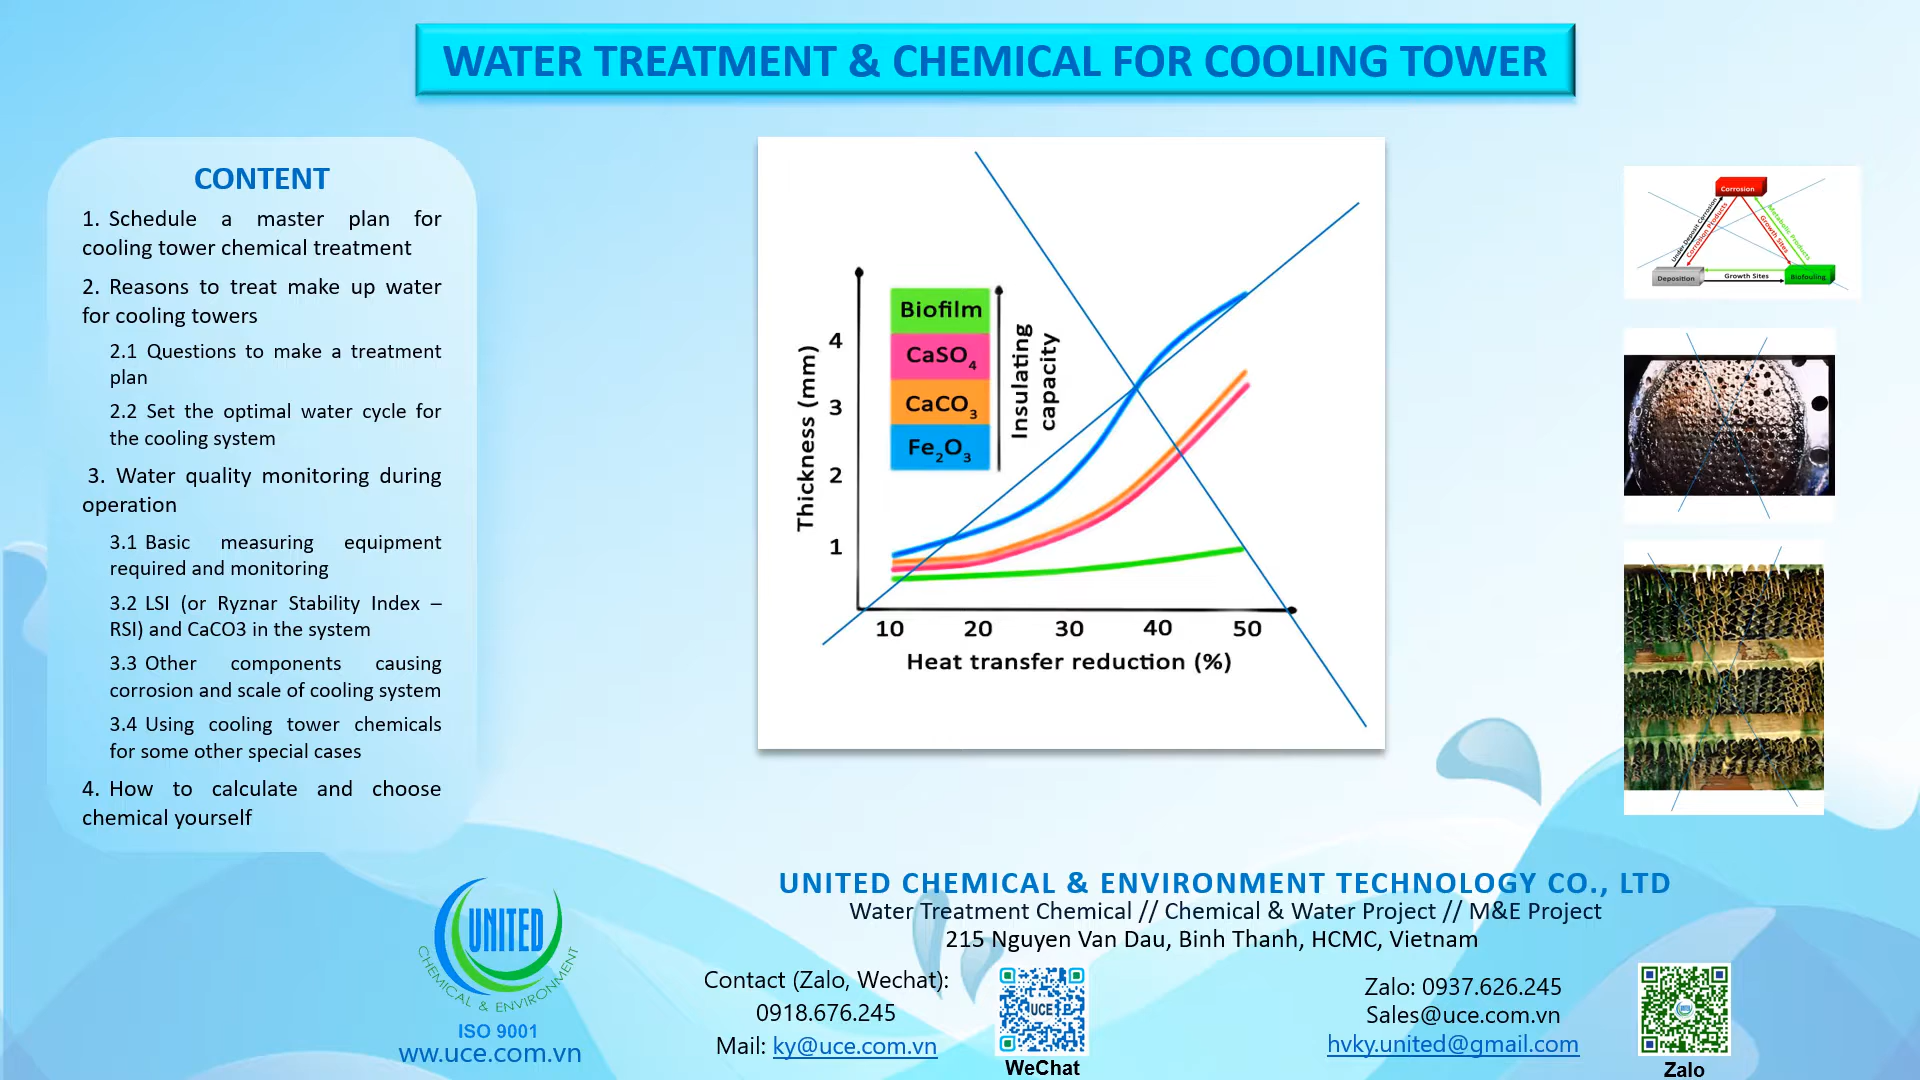 WATER TREATMENT & CHEMICAL FOR COOLING TOWER
CONTENT
1. Schedule a master plan for
cooling tower chemical treatment
2. Reasons to treat make up water
for cooling towers
2.1 Questions to make a treatment
plan
2.2 Set the optimal water cycle for
the cooling system
3. Water quality monitoring during
operation
3.1 Basic measuring equipment
required and monitoring
3.2 LSI (or Ryznar Stability Index –
RSI) and CaCO3 in the system
3.3 Other components causing
corrosion and scale of cooling system
3.4 Using cooling tower chemicals
for some other special cases
4. How to calculate and choose
chemical yourself
Thickness (mm)
4
3
2
1
Biofilm
CaSO₄
CaCO₃
Fe₂O₃
Insulating
capacity
10 20 30 40 50
Heat transfer reduction (%)
Corrosion
Under Deposit Corrosion
Corrosion Products
Growth Sites
Metabolic Products
Deposition
Growth Sites
Biofouling
UNITED
CHEMICAL & ENVIRONMENT
ISO 9001
ww.uce.com.vn
UNITED CHEMICAL & ENVIRONMENT TECHNOLOGY CO., LTD
Water Treatment Chemical // Chemical & Water Project // M&E Project
215 Nguyen Van Dau, Binh Thanh, HCMC, Vietnam
Contact (Zalo, Wechat):
0918.676.245
Mail: ky@uce.com.vn
UCE
WeChat
Zalo: 0937.626.245
Sales@uce.com.vn
hvky.united@gmail.com
Zalo